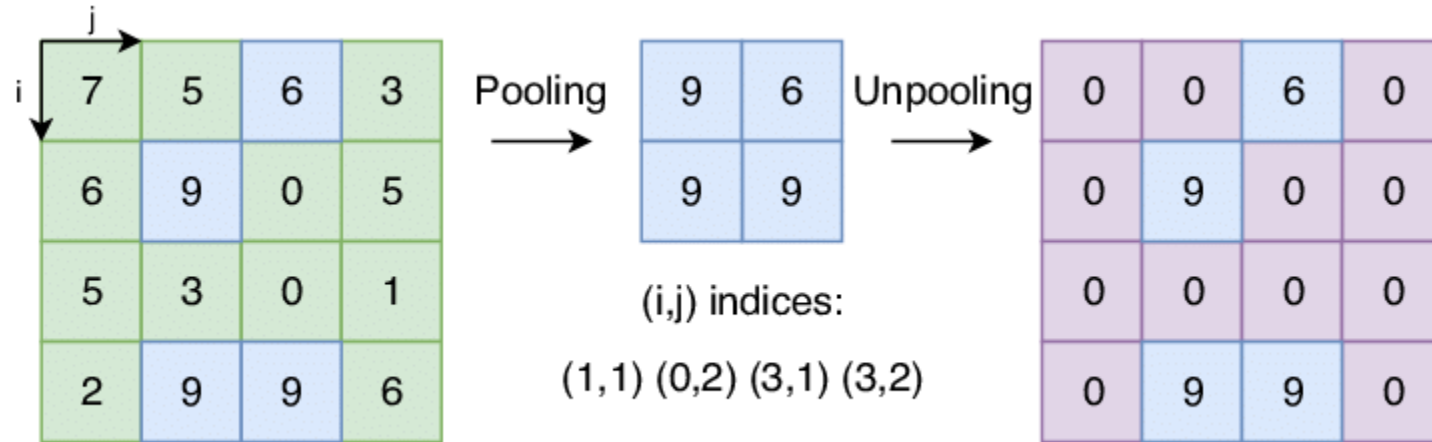 j
i
7 5 6 3
6 9 0 5
5 3 0 1
2 9 9 6
Pooling
9 6
9 9
(i,j) indices:
(1,1) (0,2) (3,1) (3,2)
Unpooling
0 0 6 0
0 9 0 0
0 0 0 0
0 9 9 0